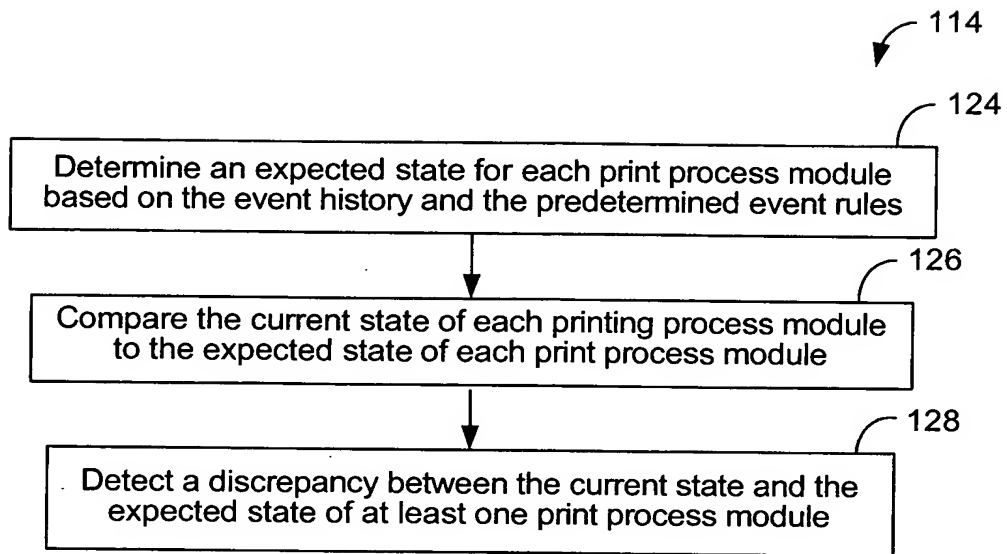 114
124
Determine an expected state for each print process module
based on the event history and the predetermined event rules
126
Compare the current state of each printing process module
to the expected state of each print process module
128
Detect a discrepancy between the current state and the
expected state of at least one print process module